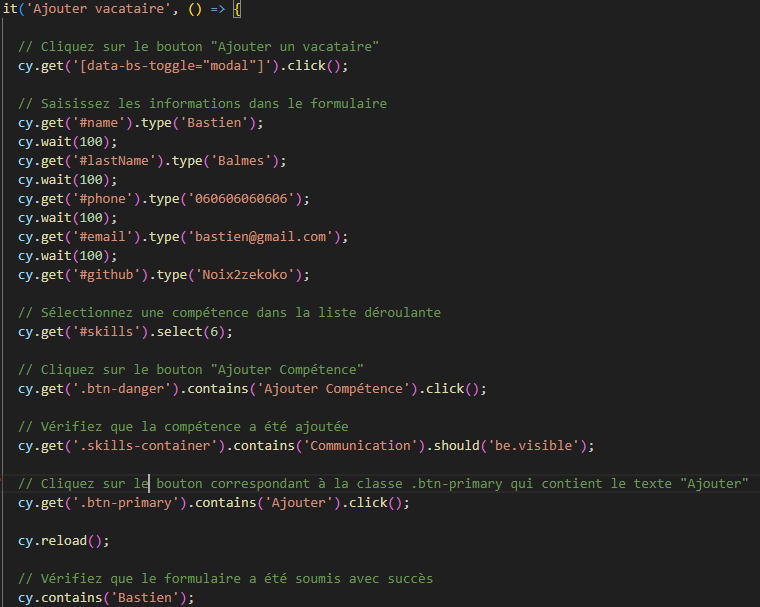 it('Ajouter vacataire', () => {
// Cliquez sur le bouton "Ajouter un vacataire"
cy.get('[data-bs-toggle="modal"]').click();
// Saisissez les informations dans le formulaire
cy.get('#name').type('Bastien');
cy.wait(100);
cy.get('#lastName').type('Balmes');
cy.wait(100);
cy.get('#phone').type('060606060606');
cy.wait(100);
cy.get('#email').type('bastien@gmail.com');
cy.wait(100);
cy.get('#github').type('Noix2zekoko');
// Sélectionnez une compétence dans la liste déroulante
cy.get('#skills').select(6);
// Cliquez sur le bouton "Ajouter Compétence"
cy.get('.btn-danger').contains('Ajouter Compétence').click();
// Vérifiez que la compétence a été ajoutée
cy.get('.skills-container').contains('Communication').should('be.visible');
// Cliquez sur le bouton correspondant à la classe .btn-primary qui contient le texte "Ajouter"
cy.get('.btn-primary').contains('Ajouter').click();
cy.reload();
// Vérifiez que le formulaire a été soumis avec succès
cy.contains('Bastien');